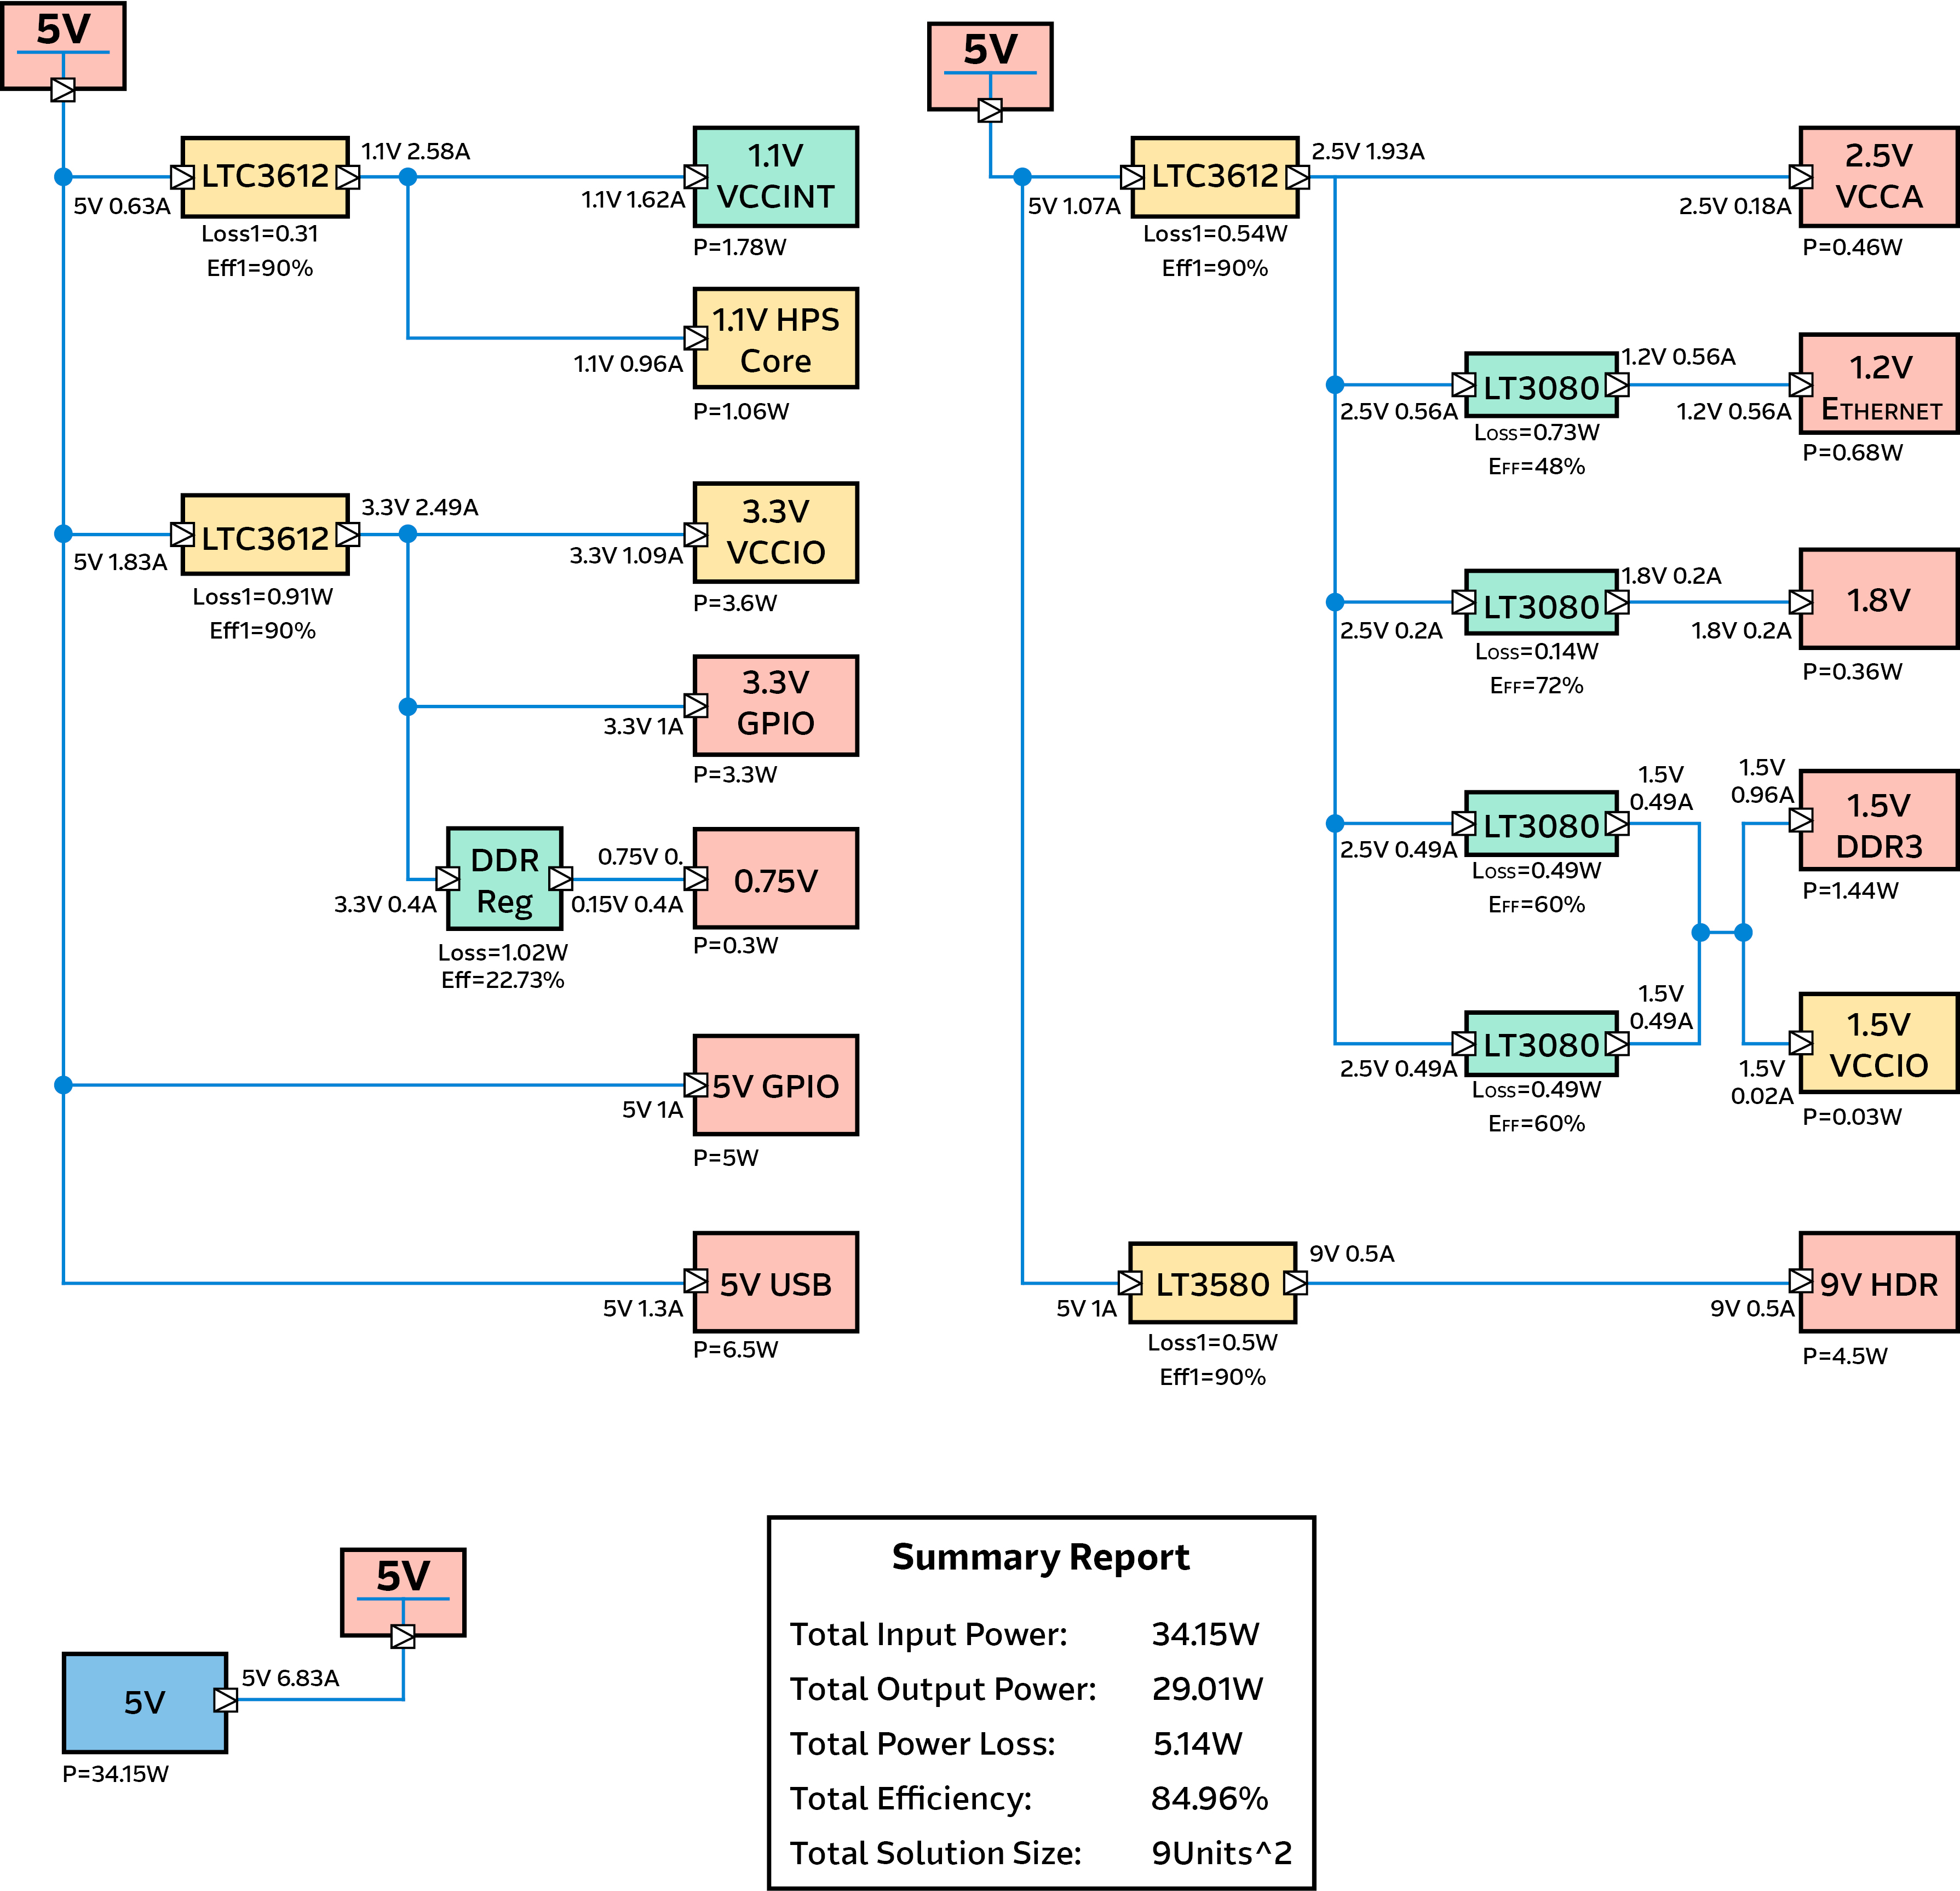 5V
LTC3612
5V 0.63A
1.1V 2.58A
Loss1=0.31
Eff1=90%
1.1V
VCCINT
1.1V 1.62A
P=1.78W
1.1V HPS
Core
1.1V 0.96A
P=1.06W
LTC3612
5V 1.83A
3.3V 2.49A
Loss1=0.91W
Eff1=90%
3.3V
VCCIO
3.3V 1.09A
P=3.6W
3.3V
GPIO
3.3V 1A
P=3.3W
DDR
Reg
3.3V 0.4A
Loss=1.02W
Eff=22.73%
0.75V 0.
0.15V 0.4A
0.75V
P=0.3W
5V GPIO
5V 1A
P=5W
5V USB
5V 1.3A
P=6.5W
5V
LTC3612
5V 1.07A
2.5V 1.93A
Loss1=0.54W
Eff1=90%
2.5V
VCCA
2.5V 0.18A
P=0.46W
LT3080
2.5V 0.56A
1.2V 0.56A
Loss=0.73W
Eff=48%
1.2V
Ethernet
1.2V 0.56A
P=0.68W
LT3080
2.5V 0.2A
1.8V 0.2A
Loss=0.14W
Eff=72%
1.8V
1.8V 0.2A
P=0.36W
LT3080
2.5V 0.49A
1.5V
0.49A
Loss=0.49W
Eff=60%
1.5V
0.96A
1.5V
DDR3
P=1.44W
LT3080
2.5V 0.49A
1.5V
0.49A
Loss=0.49W
Eff=60%
1.5V
VCCIO
1.5V
0.02A
P=0.03W
LT3580
5V 1A
9V 0.5A
Loss1=0.5W
Eff1=90%
9V HDR
9V 0.5A
P=4.5W
5V
5V
5V 6.83A
P=34.15W
Summary Report
Total Input Power: 34.15W
Total Output Power: 29.01W
Total Power Loss: 5.14W
Total Efficiency: 84.96%
Total Solution Size: 9Units^2